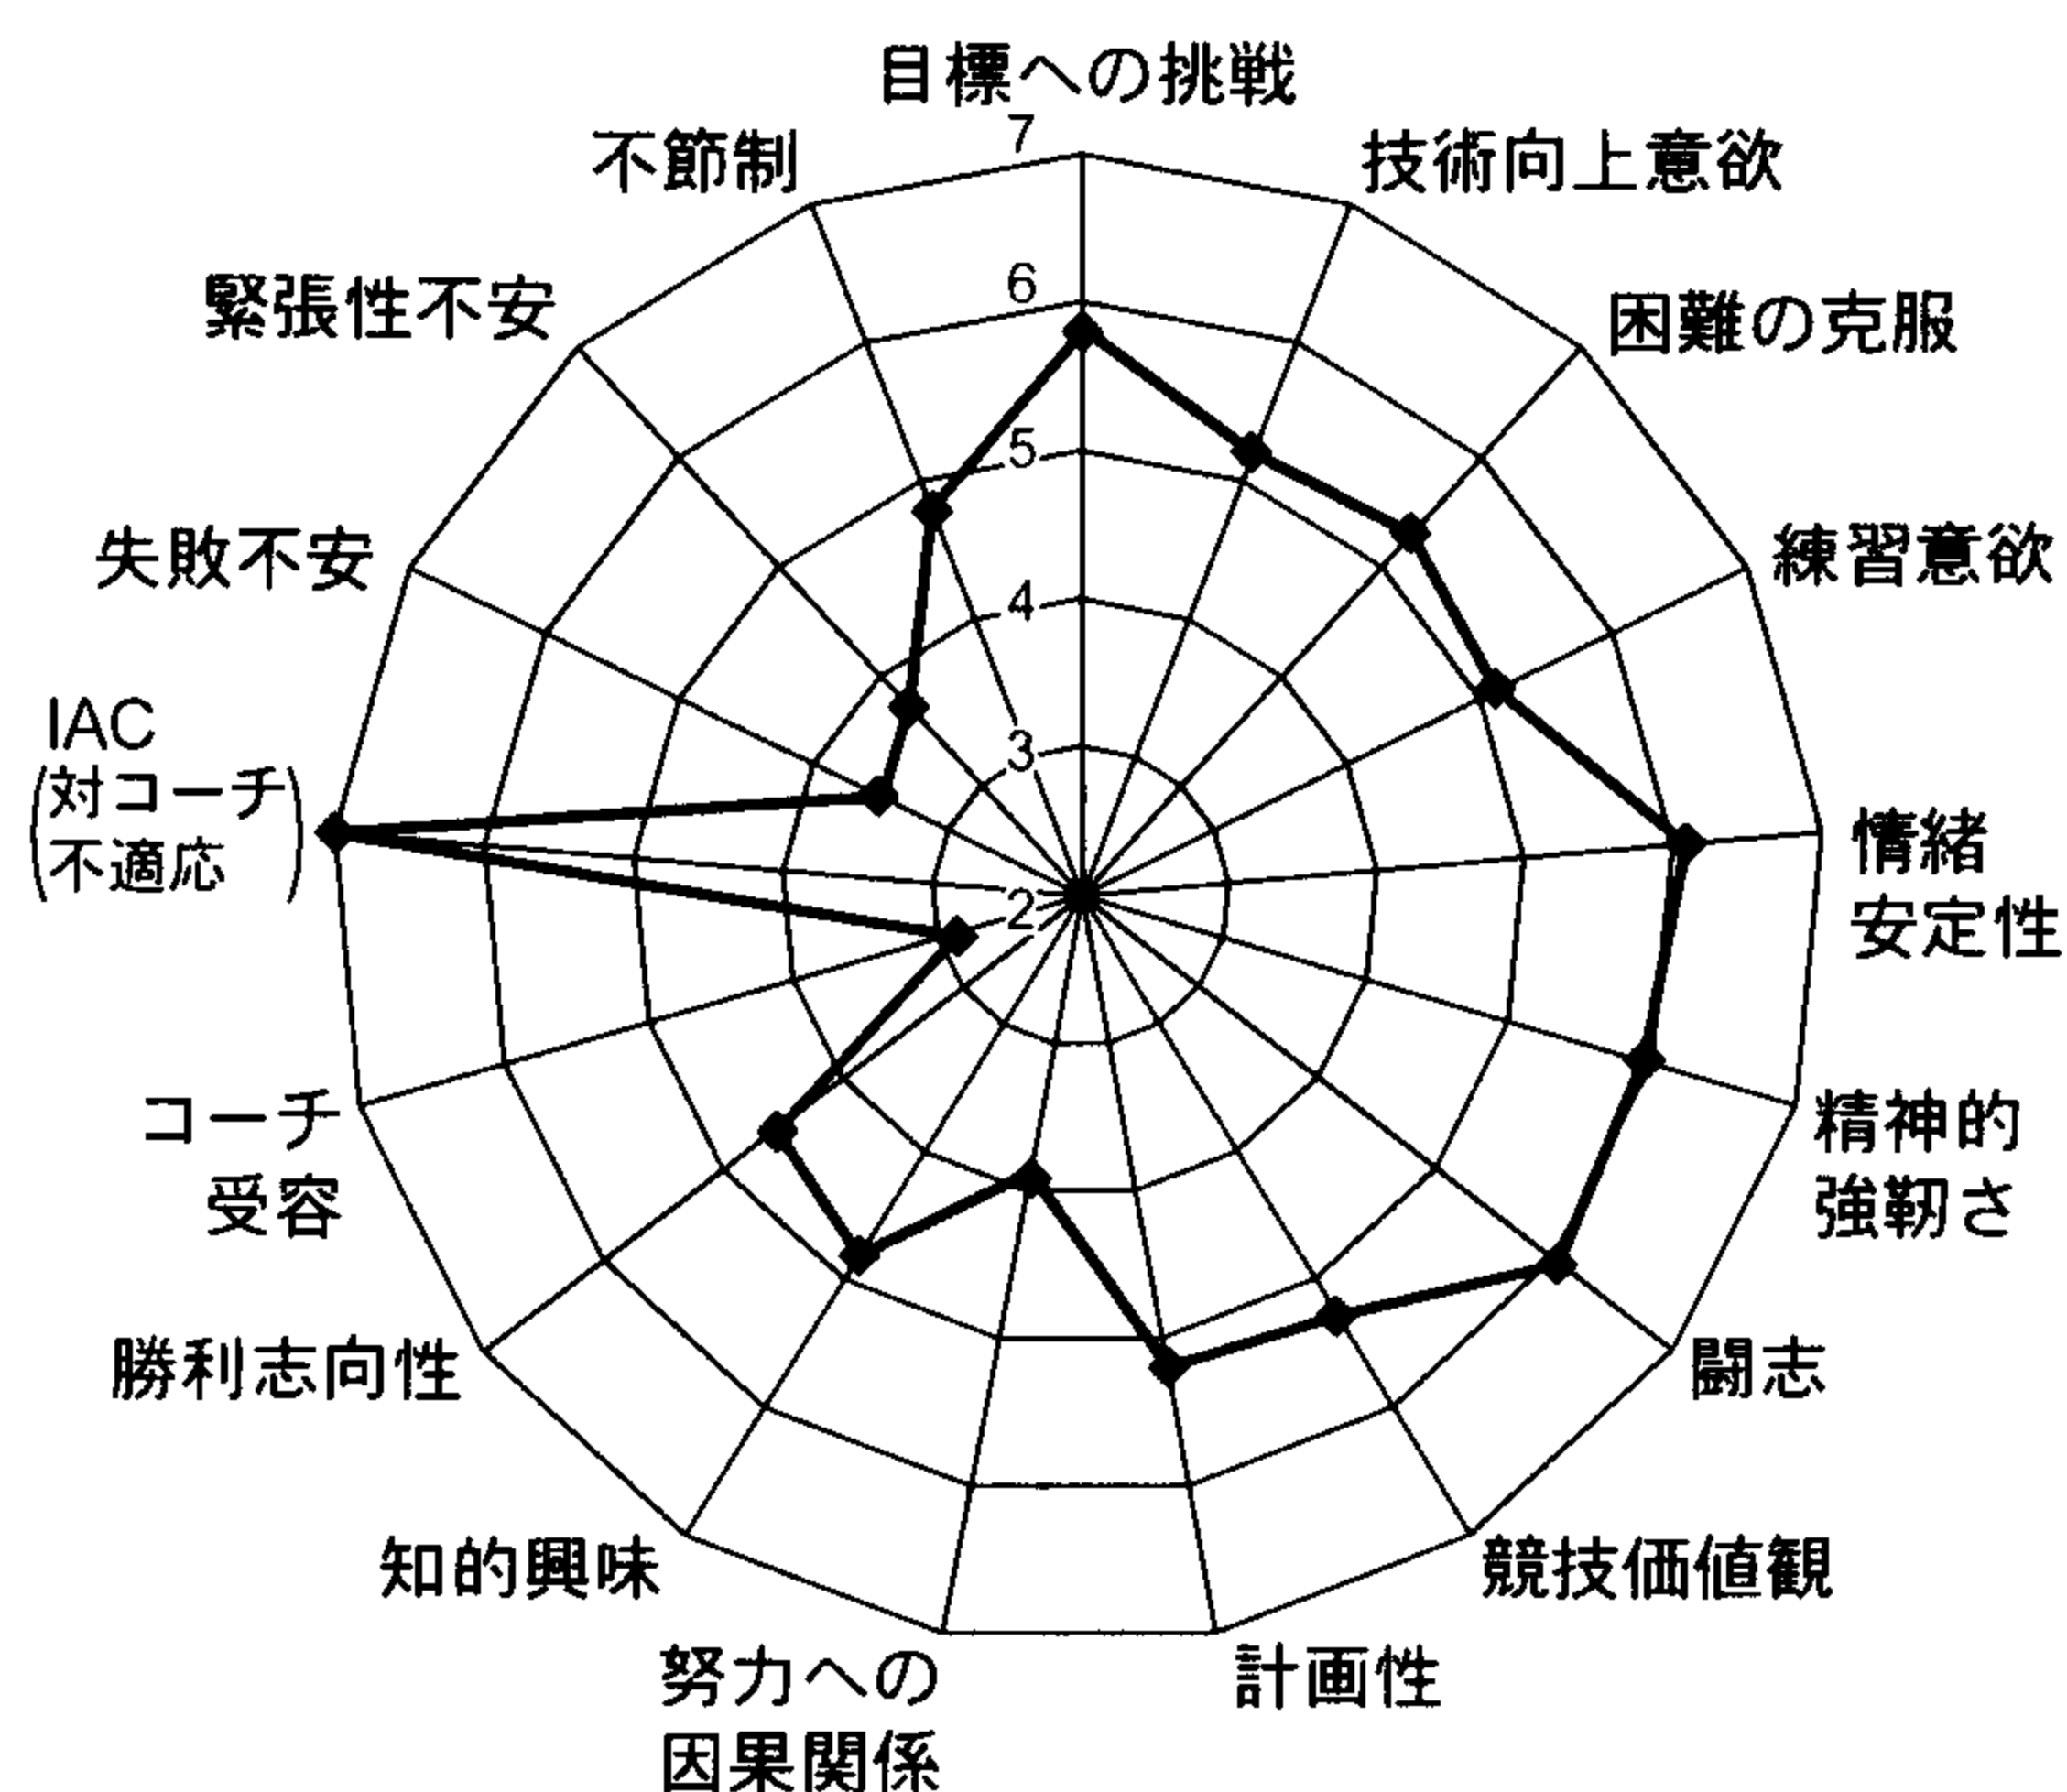 目標への挑戦
7
不節制
技術向上意欲
6
緊張性不安
困難の克服
5
失敗不安
練習意欲
4
IAC
(対コーチ
不適応)
3
情緒
安定性
2
コーチ
受容
精神的
強靭さ
勝利志向性
闘志
知的興味
競技価値観
努力への
因果関係
計画性